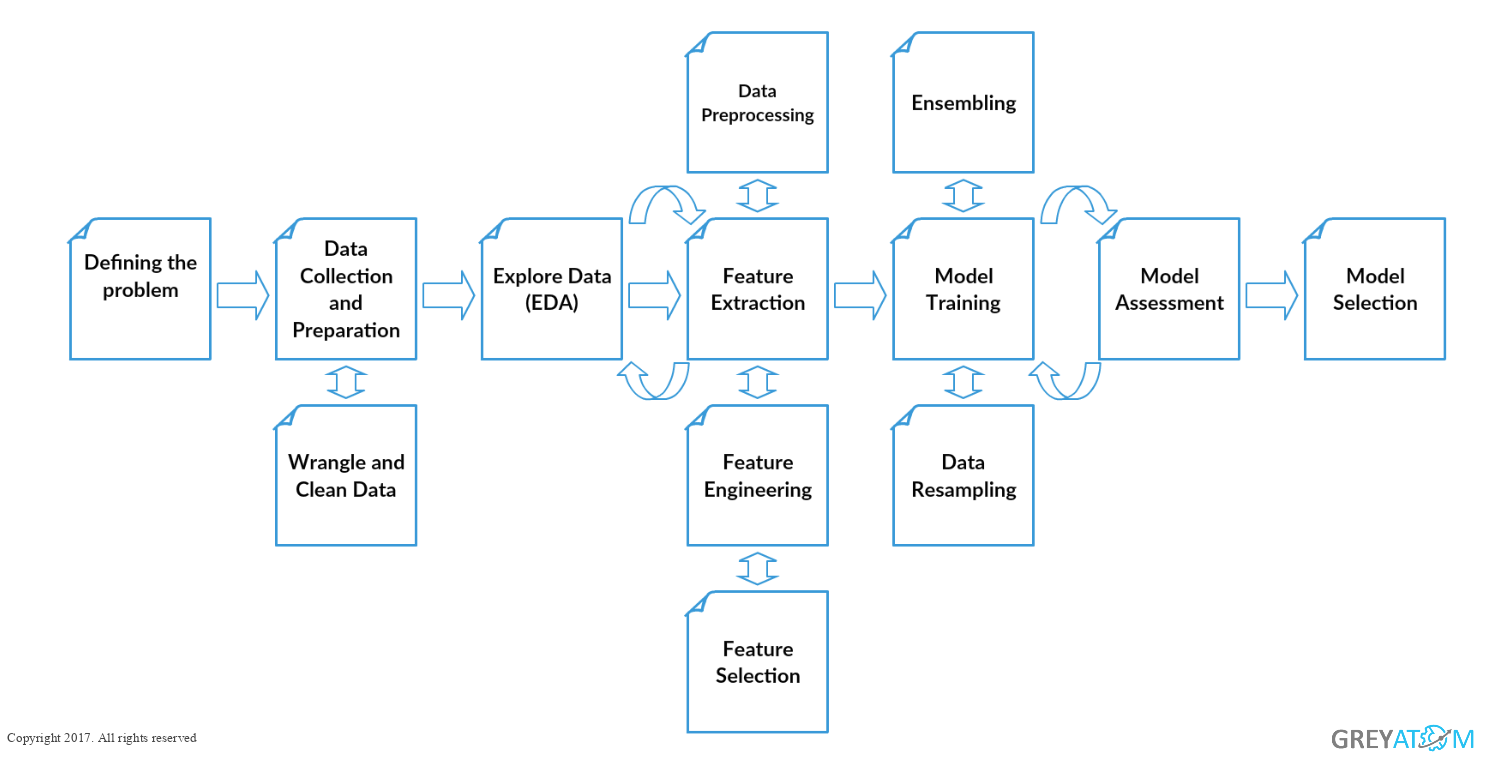 Data
Preprocessing
Ensembling
Defining the
problem
Data
Collection
and
Preparation
Explore Data
(EDA)
Feature
Extraction
Model
Training
Model
Assessment
Model
Selection
Wrangle and
Clean Data
Feature
Engineering
Data
Resampling
Feature
Selection
Copyright 2017. All rights reserved
GREYATOM